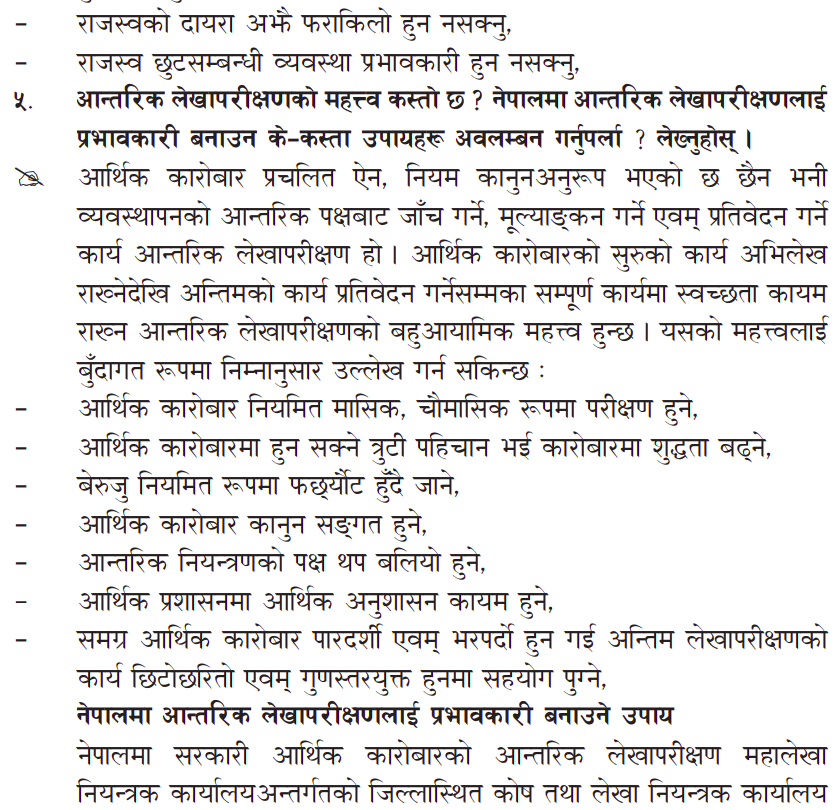 – राजस्वको दायरा अझै फराकिलो हुन नसक्नु,
– राजस्व छुटसम्बन्धी व्यवस्था प्रभावकारी हुन नसक्नु,
५. आन्तरिक लेखापरीक्षणको महत्त्व कस्तो छ ? नेपालमा आन्तरिक लेखापरीक्षणलाई
प्रभावकारी बनाउन के-कस्ता उपायहरू अवलम्बन गर्नुपर्ला ? लेख्नुहोस् ।
आर्थिक कारोबार प्रचलित ऐन, नियम कानुनअनुरूप भएको छ छैन भनी
व्यवस्थापनको आन्तरिक पक्षबाट जाँच गर्ने, मूल्याङ्कन गर्ने एवम् प्रतिवेदन गर्ने
कार्य आन्तरिक लेखापरीक्षण हो । आर्थिक कारोबारको सुरुको कार्य अभिलेख
राख्नेदेखि अन्तिमको कार्य प्रतिवेदन गर्नेसम्मका सम्पूर्ण कार्यमा स्वच्छता कायम
राख्न आन्तरिक लेखापरीक्षणको बहुआयामिक महत्त्व हुन्छ । यसको महत्त्वलाई
बुँदागत रूपमा निम्नानुसार उल्लेख गर्न सकिन्छ :
– आर्थिक कारोबार नियमित मासिक, चौमासिक रूपमा परीक्षण हुने,
– आर्थिक कारोबारमा हुन सक्ने त्रुटी पहिचान भई कारोबारमा शुद्धता बढ्ने,
– बेरुजु नियमित रूपमा फछ्र्यौट हुँदै जाने,
– आर्थिक कारोबार कानुन सङ्गत हुने,
– आन्तरिक नियन्त्रणको पक्ष थप बलियो हुने,
– आर्थिक प्रशासनमा आर्थिक अनुशासन कायम हुने,
– समग्र आर्थिक कारोबार पारदर्शी एवम् भरपर्दो हुन गई अन्तिम लेखापरीक्षणको
कार्य छिटोछरितो एवम् गुणस्तरयुक्त हुनमा सहयोग पुग्ने,
नेपालमा आन्तरिक लेखापरीक्षणलाई प्रभावकारी बनाउने उपाय
नेपालमा सरकारी आर्थिक कारोबारको आन्तरिक लेखापरीक्षण महालेखा
नियन्त्रक कार्यालयअन्तर्गतको जिल्लास्थित कोष तथा लेखा नियन्त्रक कार्यालय